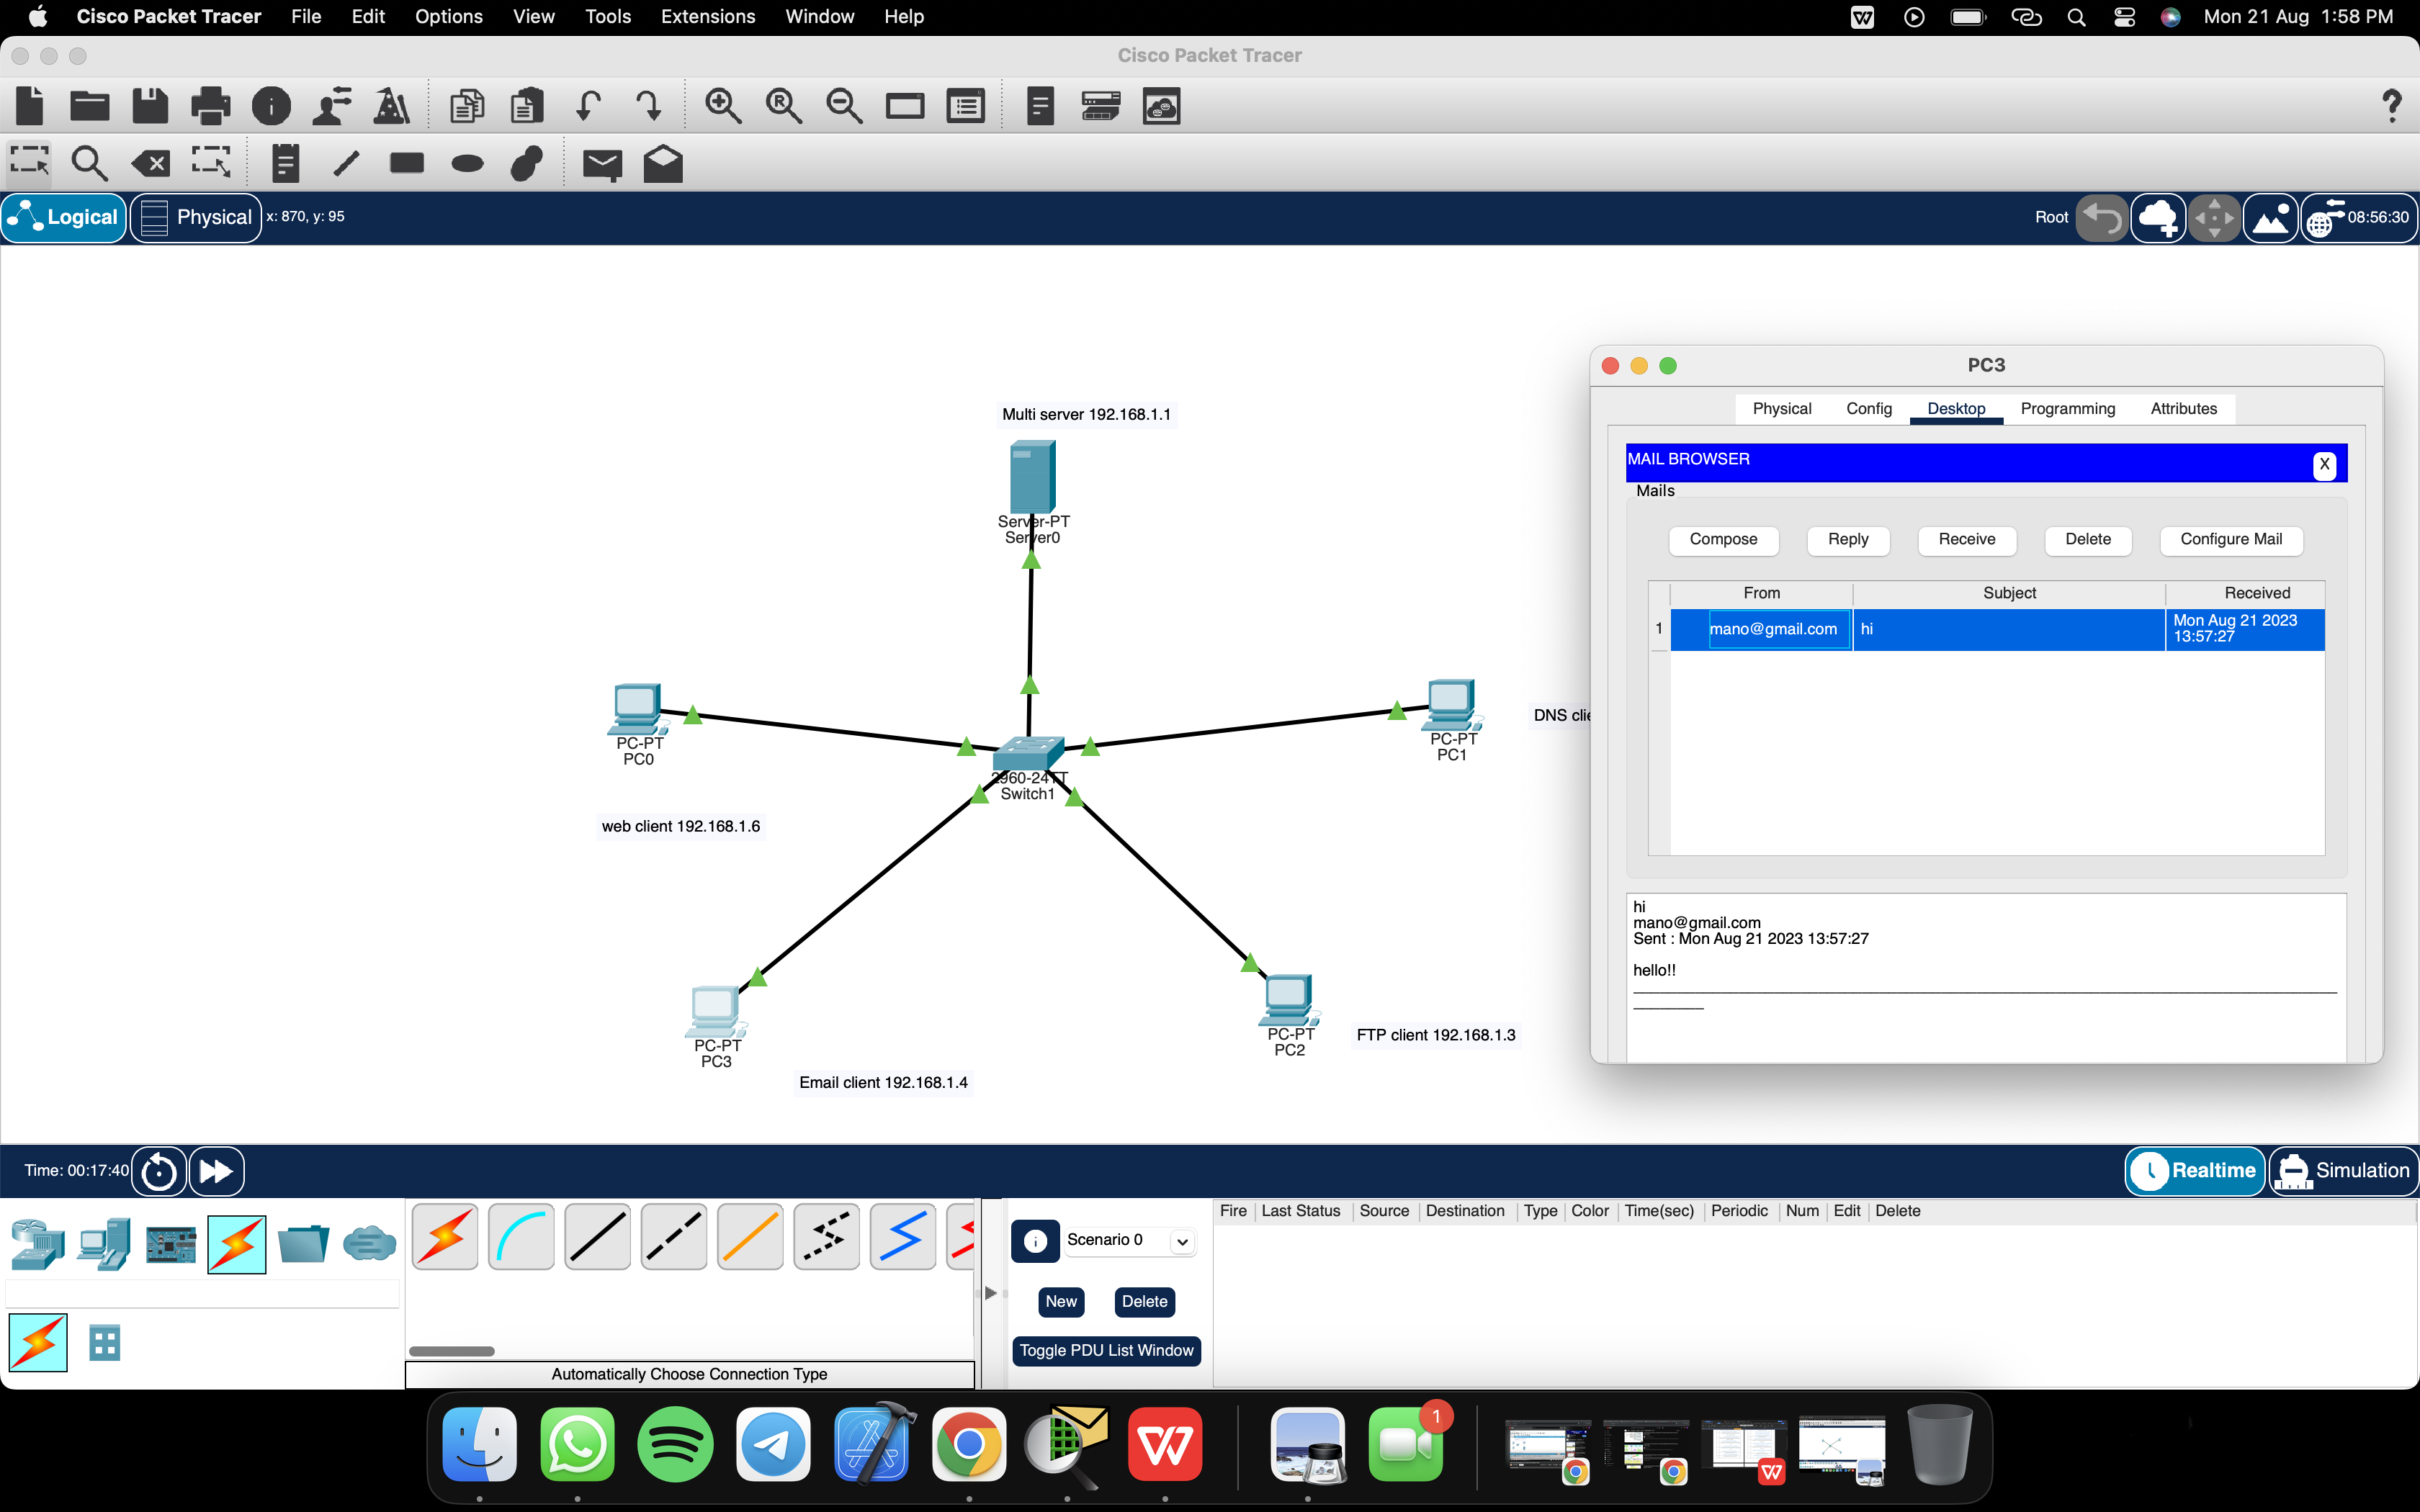 Cisco Packet Tracer File Edit Options View Tools Extensions Window Help Mon 21 Aug 1:58 PM
Cisco Packet Tracer
Logical Physical x: 870, y: 95 Root 08:56:30
PC3
Physical Config Desktop Programming Attributes
MAIL BROWSER X
Mails
Compose Reply Receive Delete Configure Mail
From Subject Received
1 mano@gmail.com hi Mon Aug 21 2023
13:57:27
hi
mano@gmail.com
Sent : Mon Aug 21 2023 13:57:27
hello!!
Multi server 192.168.1.1
Server-PT
Server0
PC-PT
PC0
web client 192.168.1.6
2960-24TT
Switch1
PC-PT
PC1
DNS clie
PC-PT
PC3
Email client 192.168.1.4
PC-PT
PC2
FTP client 192.168.1.3
Time: 00:17:40 Realtime Simulation
Scenario 0
New Delete
Toggle PDU List Window
Automatically Choose Connection Type
Fire Last Status Source Destination Type Color Time(sec) Periodic Num Edit Delete
1